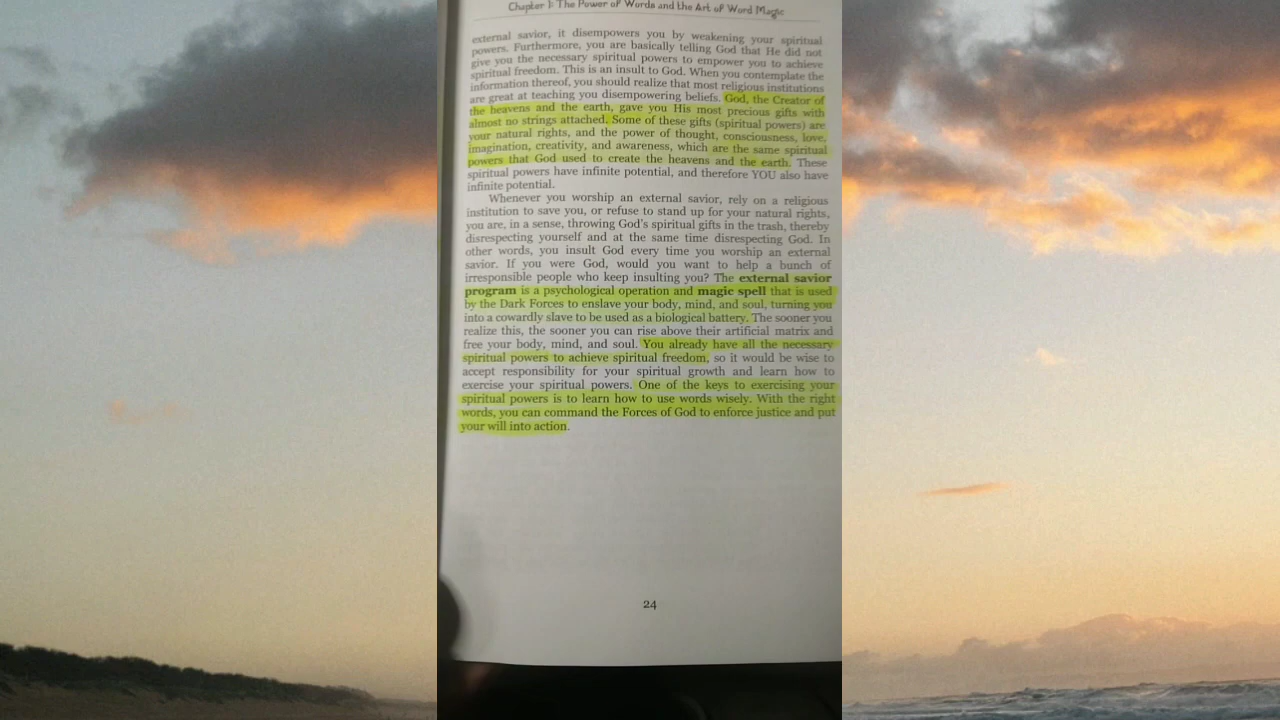 Chapter 1: The Power of Words and the Art of Word Magic
external savior, it disempowers you by weakening your spiritual
powers. Furthermore, you are basically telling God that He did not
give you the necessary spiritual powers to empower you to achieve
spiritual freedom. This is an insult to God. When you contemplate the
information thereof, you should realize that most religious institutions
are great at teaching you disempowering beliefs. God, the Creator of
the heavens and the earth, gave you His most precious gifts with
almost no strings attached. Some of these gifts (spiritual powers) are
your natural rights, and the power of thought, consciousness, love,
imagination, creativity, and awareness, which are the same spiritual
powers that God used to create the heavens and the earth. These
spiritual powers have infinite potential, and therefore YOU also have
infinite potential.
Whenever you worship an external savior, rely on a religious
institution to save you, or refuse to stand up for your natural rights,
you are, in a sense, throwing God's spiritual gifts in the trash, thereby
disrespecting yourself and at the same time disrespecting God. In
other words, you insult God every time you worship an external
savior. If you were God, would you want to help a bunch of
irresponsible people who keep insulting you? The external savior
program is a psychological operation and magic spell that is used
by the Dark Forces to enslave your body, mind, and soul, turning you
into a cowardly slave to be used as a biological battery. The sooner you
realize this, the sooner you can rise above their artificial matrix and
free your body, mind, and soul. You already have all the necessary
spiritual powers to achieve spiritual freedom, so it would be wise to
accept responsibility for your spiritual growth and learn how to
exercise your spiritual powers. One of the keys to exercising your
spiritual powers is to learn how to use words wisely. With the right
words, you can command the Forces of God to enforce justice and put
your will into action.
24